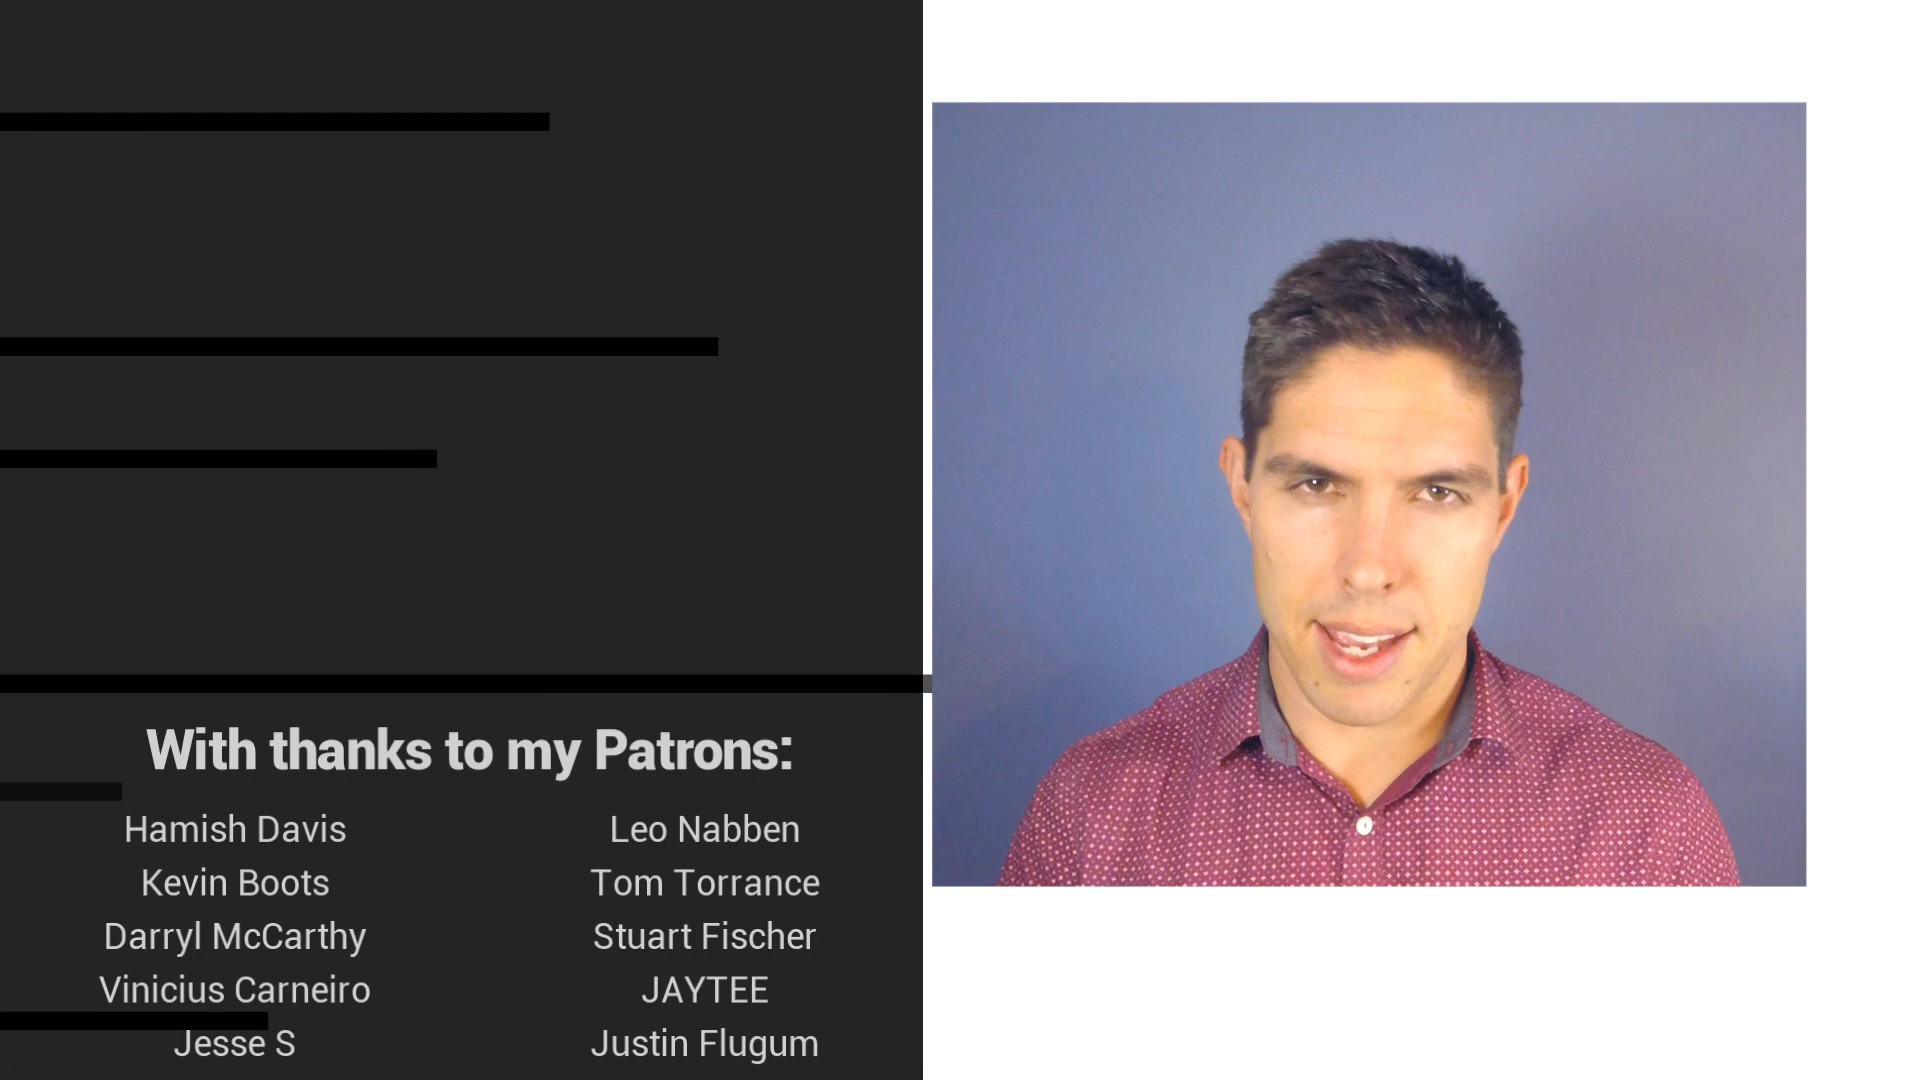 With thanks to my Patrons:
Hamish Davis
Leo Nabben
Kevin Boots
Tom Torrance
Darryl McCarthy
Stuart Fischer
Vinicius Carneiro
JAYTEE
Jesse S
Justin Flugum